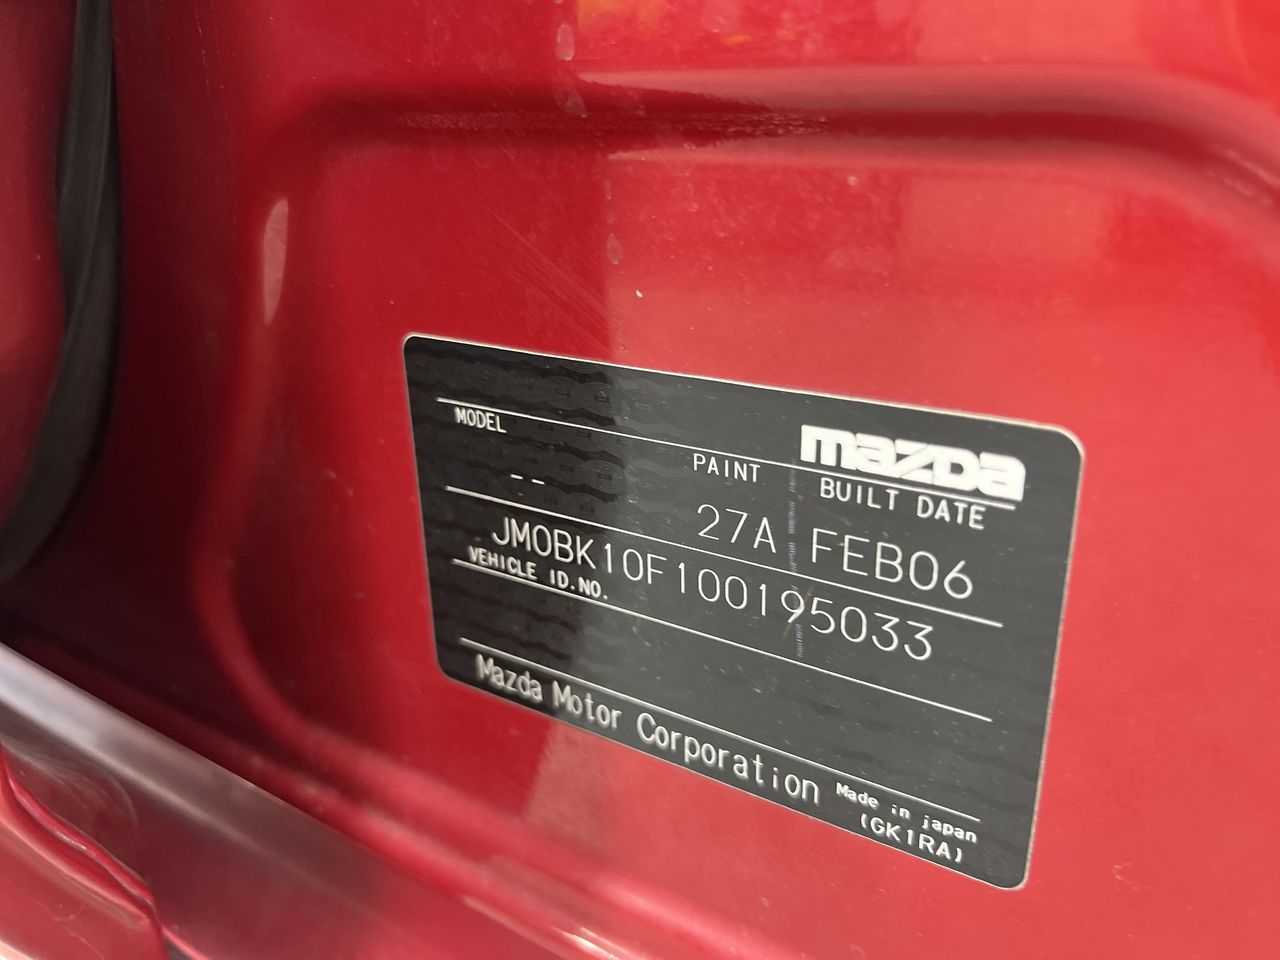 mazda
MODEL PAINT BUILT DATE
-- 27A FEB06
JM0BK10F100195033
VEHICLE ID.NO.
Mazda Motor Corporation Made in japan
(GK1RA)